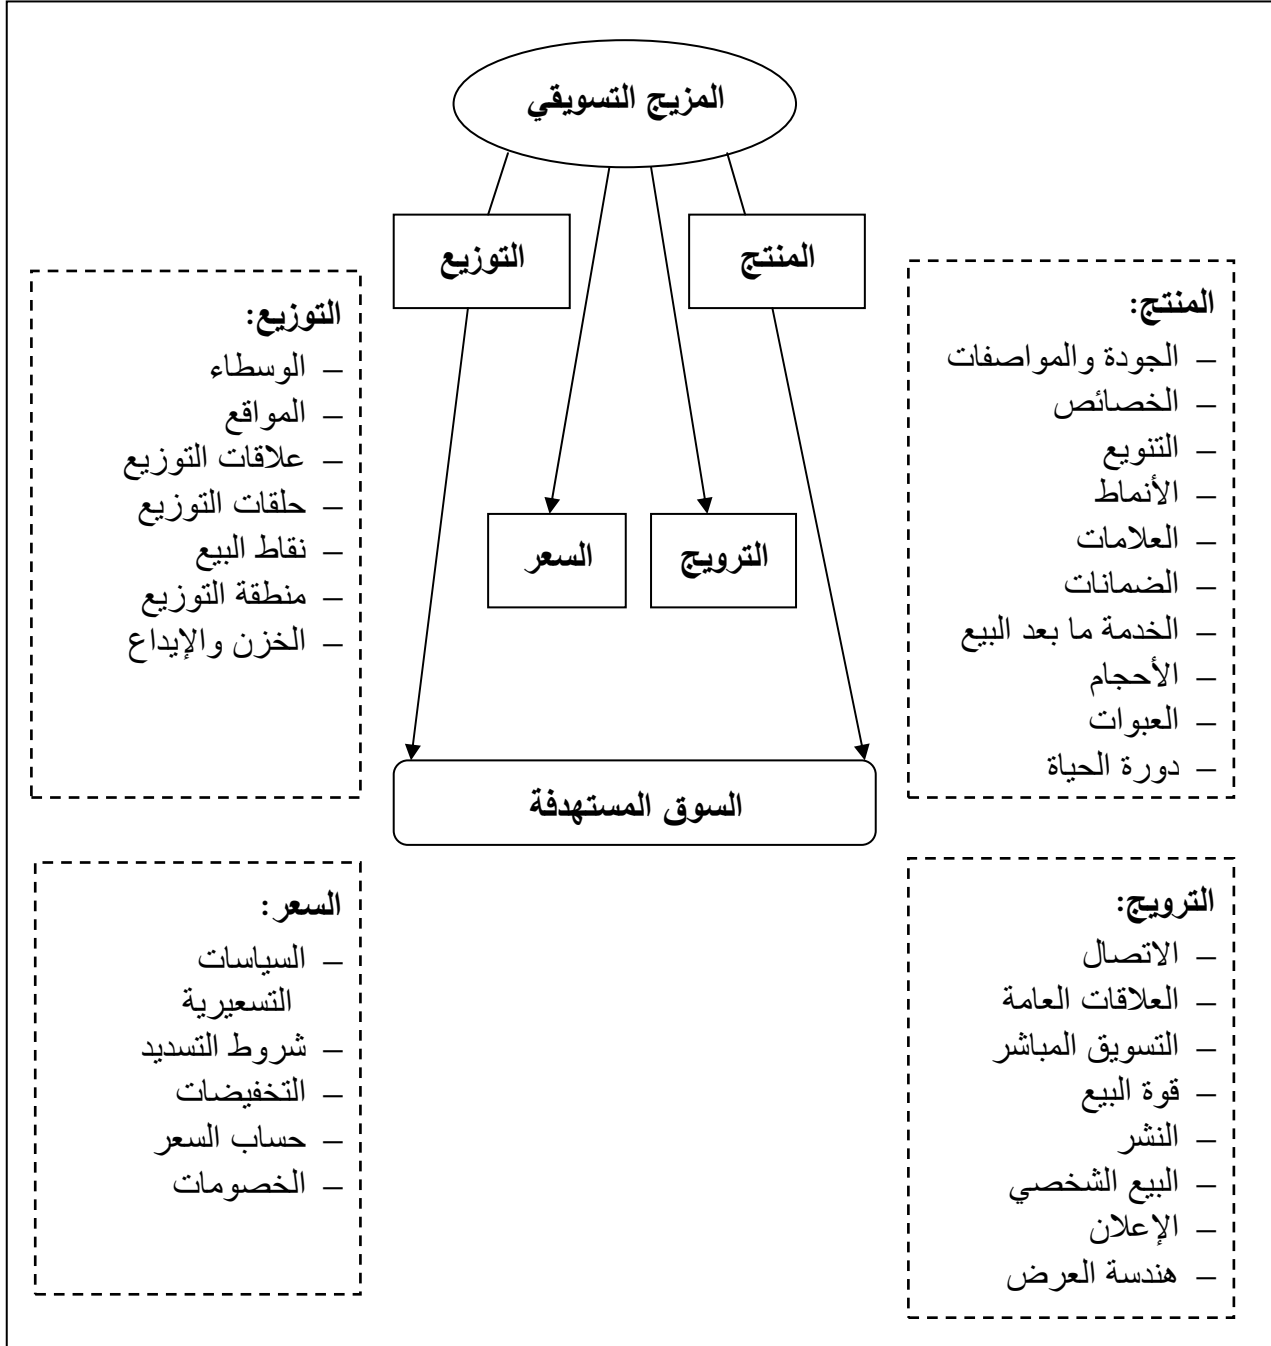 المزيج التسويقي
المنتج
التوزيع
الترويج
السعر
السوق المستهدفة
المنتج:
– الجودة والمواصفات
– الخصائص
– التنويع
– الأنماط
– العلامات
– الضمانات
– الخدمة ما بعد البيع
– الأحجام
– العبوات
– دورة الحياة
التوزيع:
– الوسطاء
– المواقع
– علاقات التوزيع
– حلقات التوزيع
– نقاط البيع
– منطقة التوزيع
– الخزن والإيداع
الترويج:
– الاتصال
– العلاقات العامة
– التسويق المباشر
– قوة البيع
– النشر
– البيع الشخصي
– الإعلان
– هندسة العرض
السعر:
– السياسات
التسعيرية
– شروط التسديد
– التخفيضات
– حساب السعر
– الخصومات